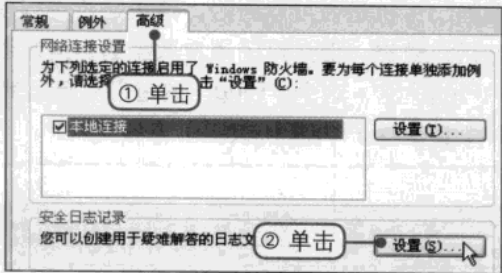 常规 例外 高级
网络连接设置
为下列选定的连接启用了 Windows 防火墙。要为每个连接单独添加例
外，请选择 击“设置”(C):
① 单击
本地连接
设置(T)...
安全日志记录
您可以创建用于疑难解答的日志文
② 单击
设置(S)...